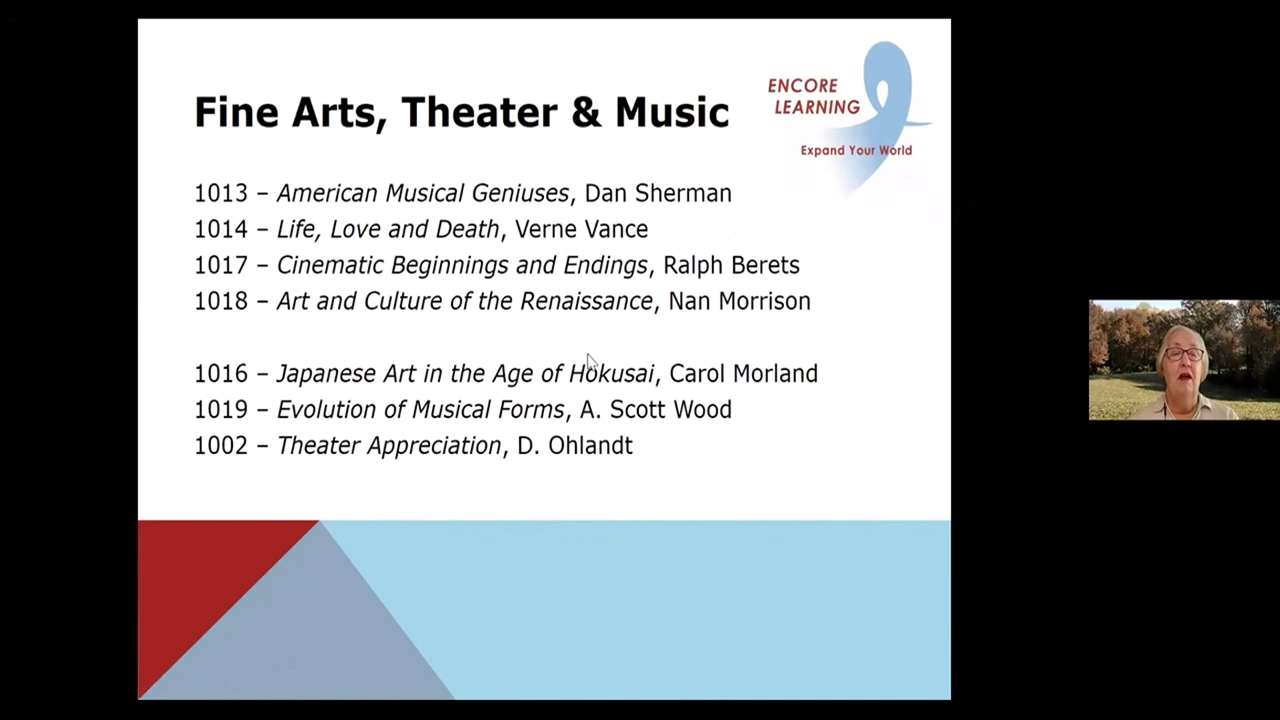 Fine Arts, Theater & Music
ENCORE
LEARNING
Expand Your World
1013 – American Musical Geniuses, Dan Sherman
1014 – Life, Love and Death, Verne Vance
1017 – Cinematic Beginnings and Endings, Ralph Berets
1018 – Art and Culture of the Renaissance, Nan Morrison
1016 – Japanese Art in the Age of Hokusai, Carol Morland
1019 – Evolution of Musical Forms, A. Scott Wood
1002 – Theater Appreciation, D. Ohlandt